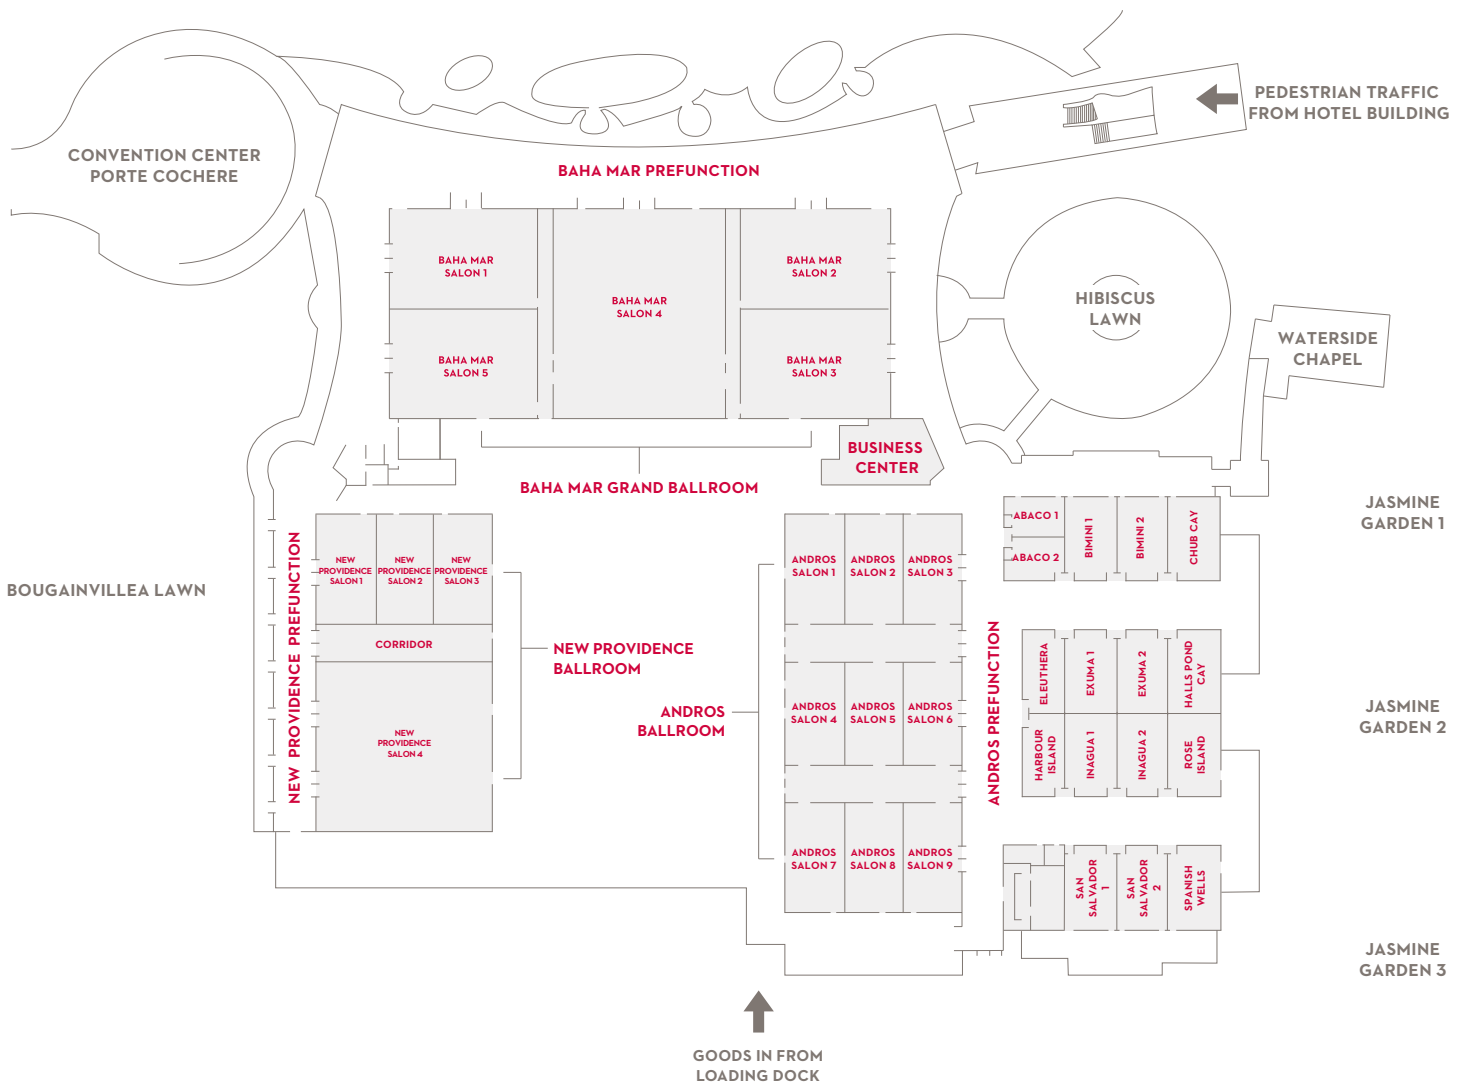 PEDESTRIAN TRAFFIC
FROM HOTEL BUILDING
CONVENTION CENTER
PORTE COCHERE
BAHA MAR PREFUNCTION
BAHA MAR
SALON 1
BAHA MAR
SALON 2
BAHA MAR
SALON 4
HIBISCUS
LAWN
WATERSIDE
CHAPEL
BAHA MAR
SALON 5
BAHA MAR
SALON 3
BUSINESS
CENTER
BAHA MAR GRAND BALLROOM
JASMINE
GARDEN 1
ABACO 1
ABACO 2
BIMINI 1
BIMINI 2
CHUB CAY
NEW PROVIDENCE PREFUNCTION
NEW
PROVIDENCE
SALON 1
NEW
PROVIDENCE
SALON 2
NEW
PROVIDENCE
SALON 3
ANDROS
SALON 1
ANDROS
SALON 2
ANDROS
SALON 3
BOUGAINVILLEA LAWN
CORRIDOR
NEW PROVIDENCE
BALLROOM
ANDROS PREFUNCTION
ELEUTHERA
EXUMA 1
EXUMA 2
HALLS POND
CAY
ANDROS
BALLROOM
ANDROS
SALON 4
ANDROS
SALON 5
ANDROS
SALON 6
JASMINE
GARDEN 2
NEW
PROVIDENCE
SALON 4
HARBOUR
ISLAND
INAGUA 1
INAGUA 2
ROSE
ISLAND
ANDROS
SALON 7
ANDROS
SALON 8
ANDROS
SALON 9
SAN
SALVADOR
1
SAN
SALVADOR
2
SPANISH
WELLS
JASMINE
GARDEN 3
GOODS IN FROM
LOADING DOCK